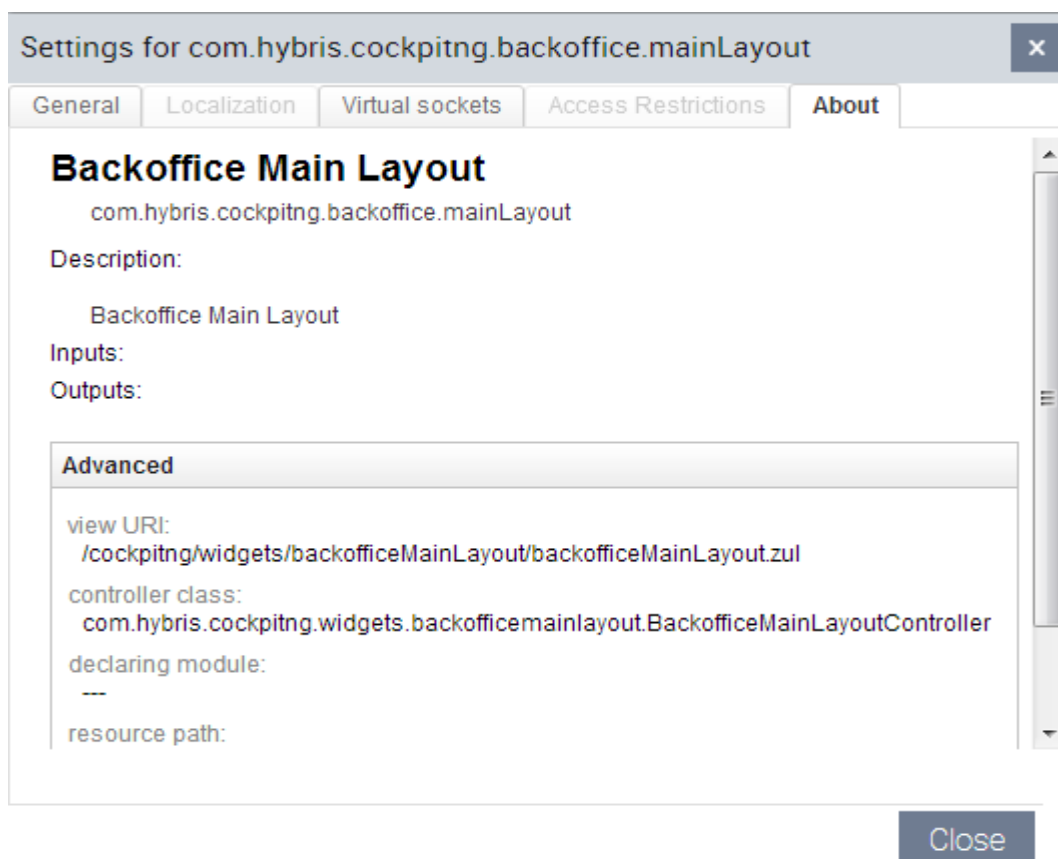 Settings for com.hybris.cockpitng.backoffice.mainLayout
General Localization Virtual sockets Access Restrictions About
Backoffice Main Layout
com.hybris.cockpitng.backoffice.mainLayout
Description:
Backoffice Main Layout
Inputs:
Outputs:
Advanced
view URI:
/cockpitng/widgets/backofficeMainLayout/backofficeMainLayout.zul
controller class:
com.hybris.cockpitng.widgets.backofficemainlayout.BackofficeMainLayoutController
declaring module:
---
resource path:
Close